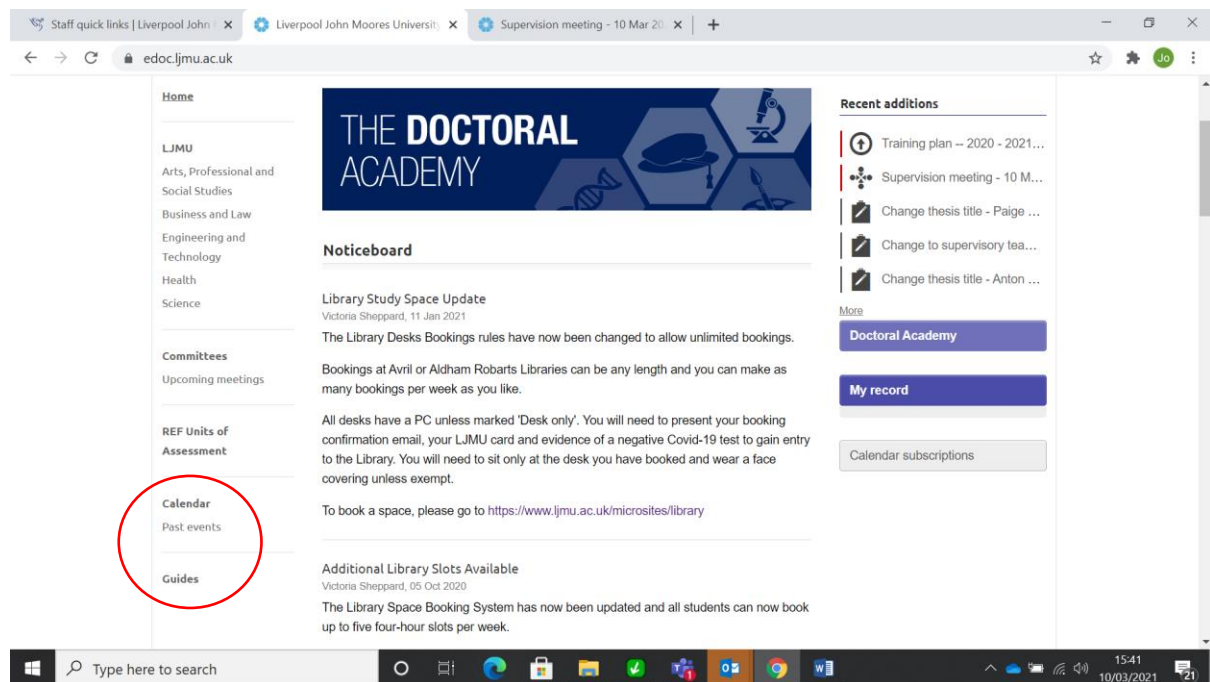 Staff quick links | Liverpool John
Liverpool John Moores University
Supervision meeting - 10 Mar 20
edoc.ljmu.ac.uk
Jo
Home
LJMU
Arts, Professional and
Social Studies
Business and Law
Engineering and
Technology
Health
Science
Committees
Upcoming meetings
REF Units of
Assessment
Calendar
Past events
Guides
THE DOCTORAL
ACADEMY
Noticeboard
Library Study Space Update
Victoria Sheppard, 11 Jan 2021
The Library Desks Bookings rules have now been changed to allow unlimited bookings.
Bookings at Avril or Aldham Robarts Libraries can be any length and you can make as
many bookings per week as you like.
All desks have a PC unless marked 'Desk only'. You will need to present your booking
confirmation email, your LJMU card and evidence of a negative Covid-19 test to gain entry
to the Library. You will need to sit only at the desk you have booked and wear a face
covering unless exempt.
To book a space, please go to https://www.ljmu.ac.uk/microsites/library
Additional Library Slots Available
Victoria Sheppard, 05 Oct 2020
The Library Space Booking System has now been updated and all students can now book
up to five four-hour slots per week.
Recent additions
Training plan -- 2020 - 2021...
Supervision meeting - 10 M...
Change thesis title - Paige ...
Change to supervisory tea...
Change thesis title - Anton ...
More
Doctoral Academy
My record
Calendar subscriptions
Type here to search
15:41
10/03/2021
21